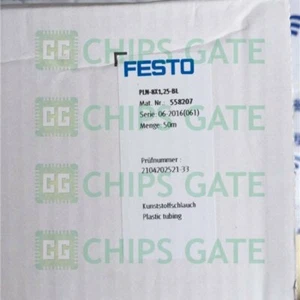 CHIPS GATE
FESTO
PLN-8X1,25-BL
Mat. Nr.: 558207
Serie: 06-2016(061)
Menge: 50m
CHIPS GATE
Prüfnummer :
2104202521-33
CHIPS GATE
Kunststoffschlauch
Plastic tubing
CHIPS GATE